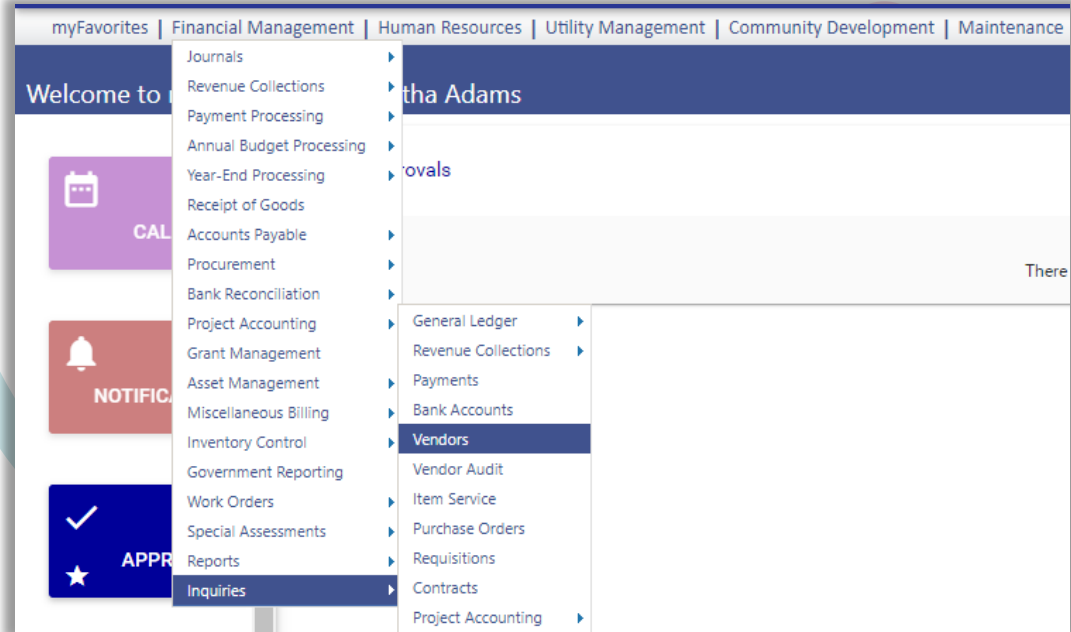 myFavorites | Financial Management | Human Resources | Utility Management | Community Development | Maintenance
Welcome to
tha Adams
Journals
Revenue Collections
Payment Processing
Annual Budget Processing
Year-End Processing
Receipt of Goods
Accounts Payable
Procurement
Bank Reconciliation
Project Accounting
Grant Management
Asset Management
Miscellaneous Billing
Inventory Control
Government Reporting
Work Orders
Special Assessments
Reports
Inquiries
General Ledger
Revenue Collections
Payments
Bank Accounts
Vendors
Vendor Audit
Item Service
Purchase Orders
Requisitions
Contracts
Project Accounting
CAL
NOTIFIC
APPR
rovals
There